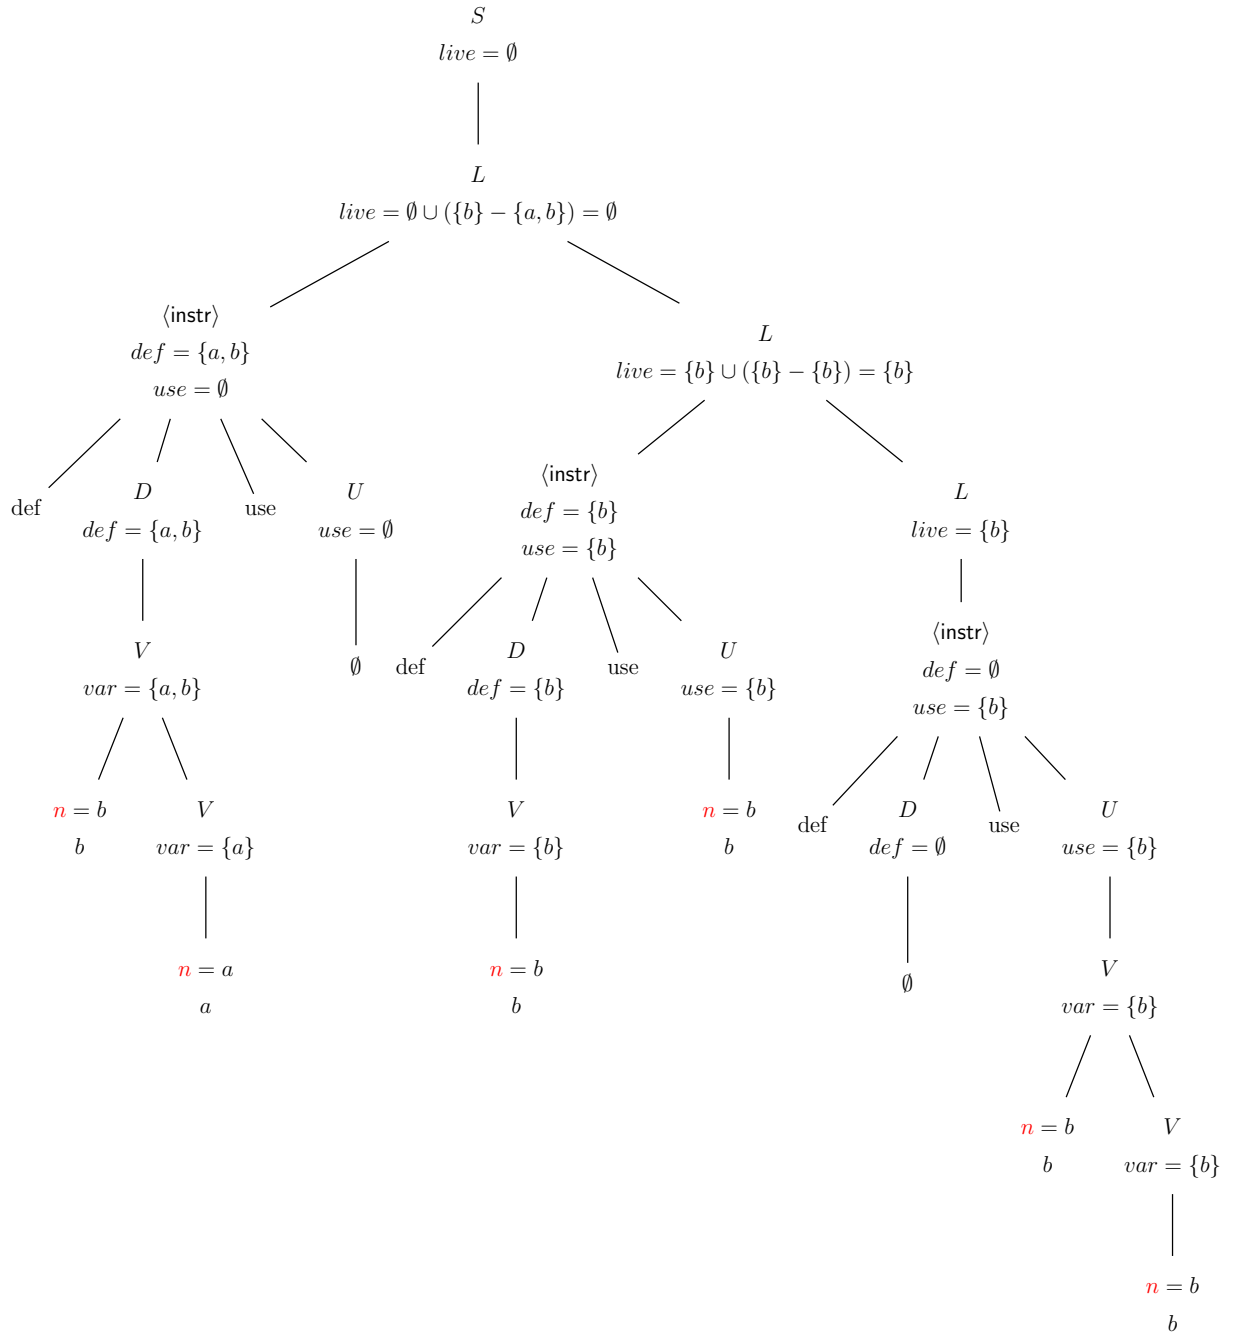 S
live = ∅
L
live = ∅ ∪ ({b} − {a, b}) = ∅
⟨instr⟩
def = {a, b}
use = ∅
L
live = {b} ∪ ({b} − {b}) = {b}
def
D
def = {a, b}
use
U
use = ∅
⟨instr⟩
def = {b}
use = {b}
L
live = {b}
V
var = {a, b}
∅
def
D
def = {b}
use
U
use = {b}
⟨instr⟩
def = ∅
use = {b}
n = b
b
V
var = {a}
V
var = {b}
n = b
b
def
D
def = ∅
use
U
use = {b}
n = a
a
n = b
b
∅
V
var = {b}
n = b
b
V
var = {b}
n = b
b